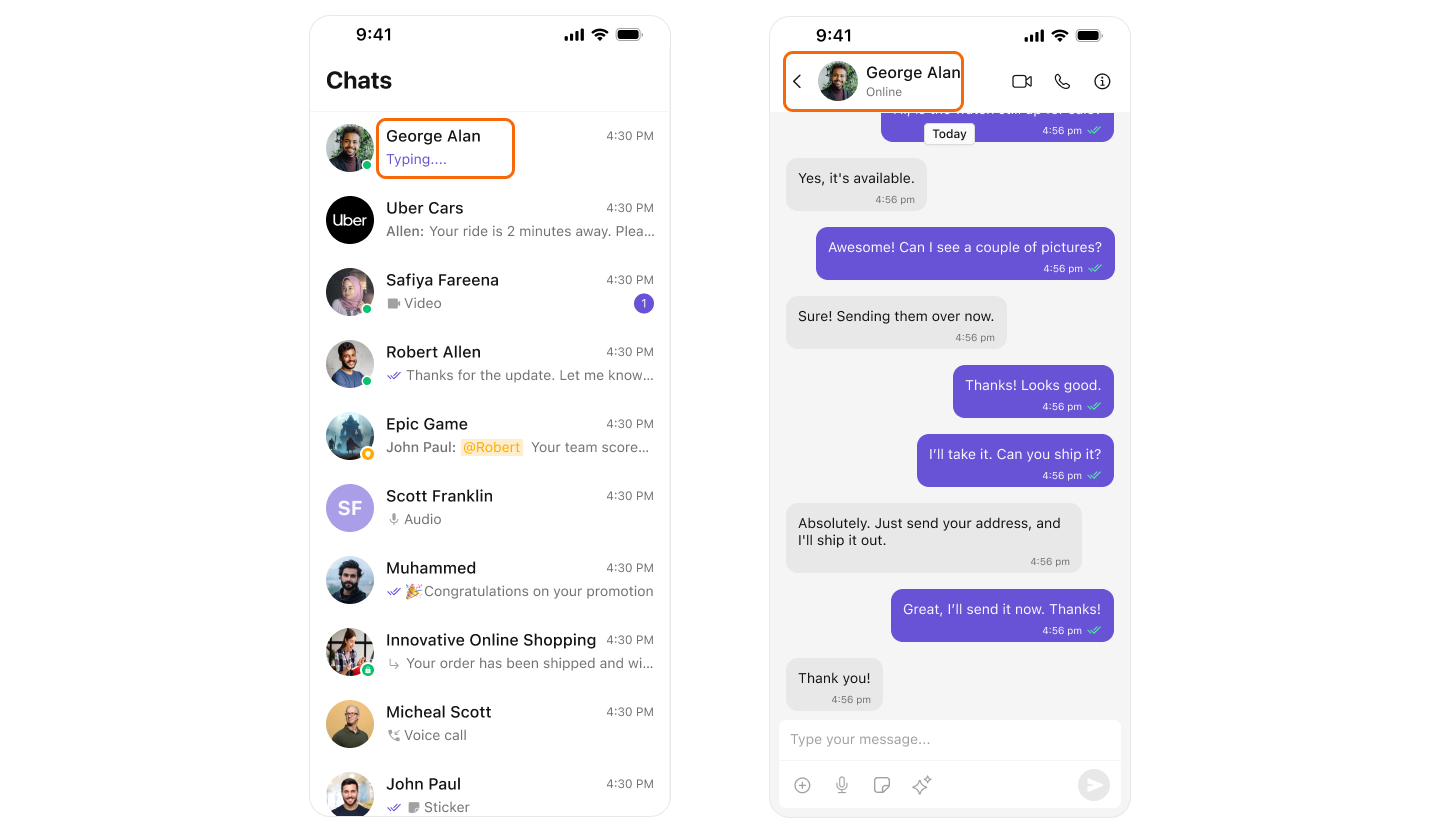 9:41
Chats
George Alan
4:30 PM
Typing....
Uber
Uber Cars
4:30 PM
Allen: Your ride is 2 minutes away. Plea...
Safiya Fareena
4:30 PM
Video
1
Robert Allen
4:30 PM
Thanks for the update. Let me know...
Epic Game
4:30 PM
John Paul: @Robert Your team score...
SF
Scott Franklin
4:30 PM
Audio
Muhammed
4:30 PM
🎉Congratulations on your promotion
Innovative Online Shopping
4:30 PM
Your order has been shipped and wi...
Micheal Scott
4:30 PM
Voice call
John Paul
4:30 PM
Sticker
9:41
George Alan
Online
4:56 pm
Today
Yes, it's available.
4:56 pm
Awesome! Can I see a couple of pictures?
4:56 pm
Sure! Sending them over now.
4:56 pm
Thanks! Looks good.
4:56 pm
I’ll take it. Can you ship it?
4:56 pm
Absolutely. Just send your address, and
I'll ship it out.
4:56 pm
Great, I’ll send it now. Thanks!
4:56 pm
Thank you!
4:56 pm
Type your message...